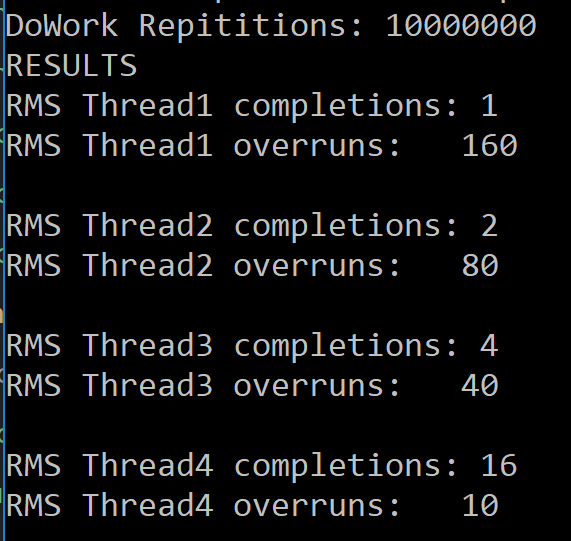 DoWork Repititions: 10000000
RESULTS
RMS Thread1 completions: 1
RMS Thread1 overruns:   160
RMS Thread2 completions: 2
RMS Thread2 overruns:   80
RMS Thread3 completions: 4
RMS Thread3 overruns:   40
RMS Thread4 completions: 16
RMS Thread4 overruns:   10